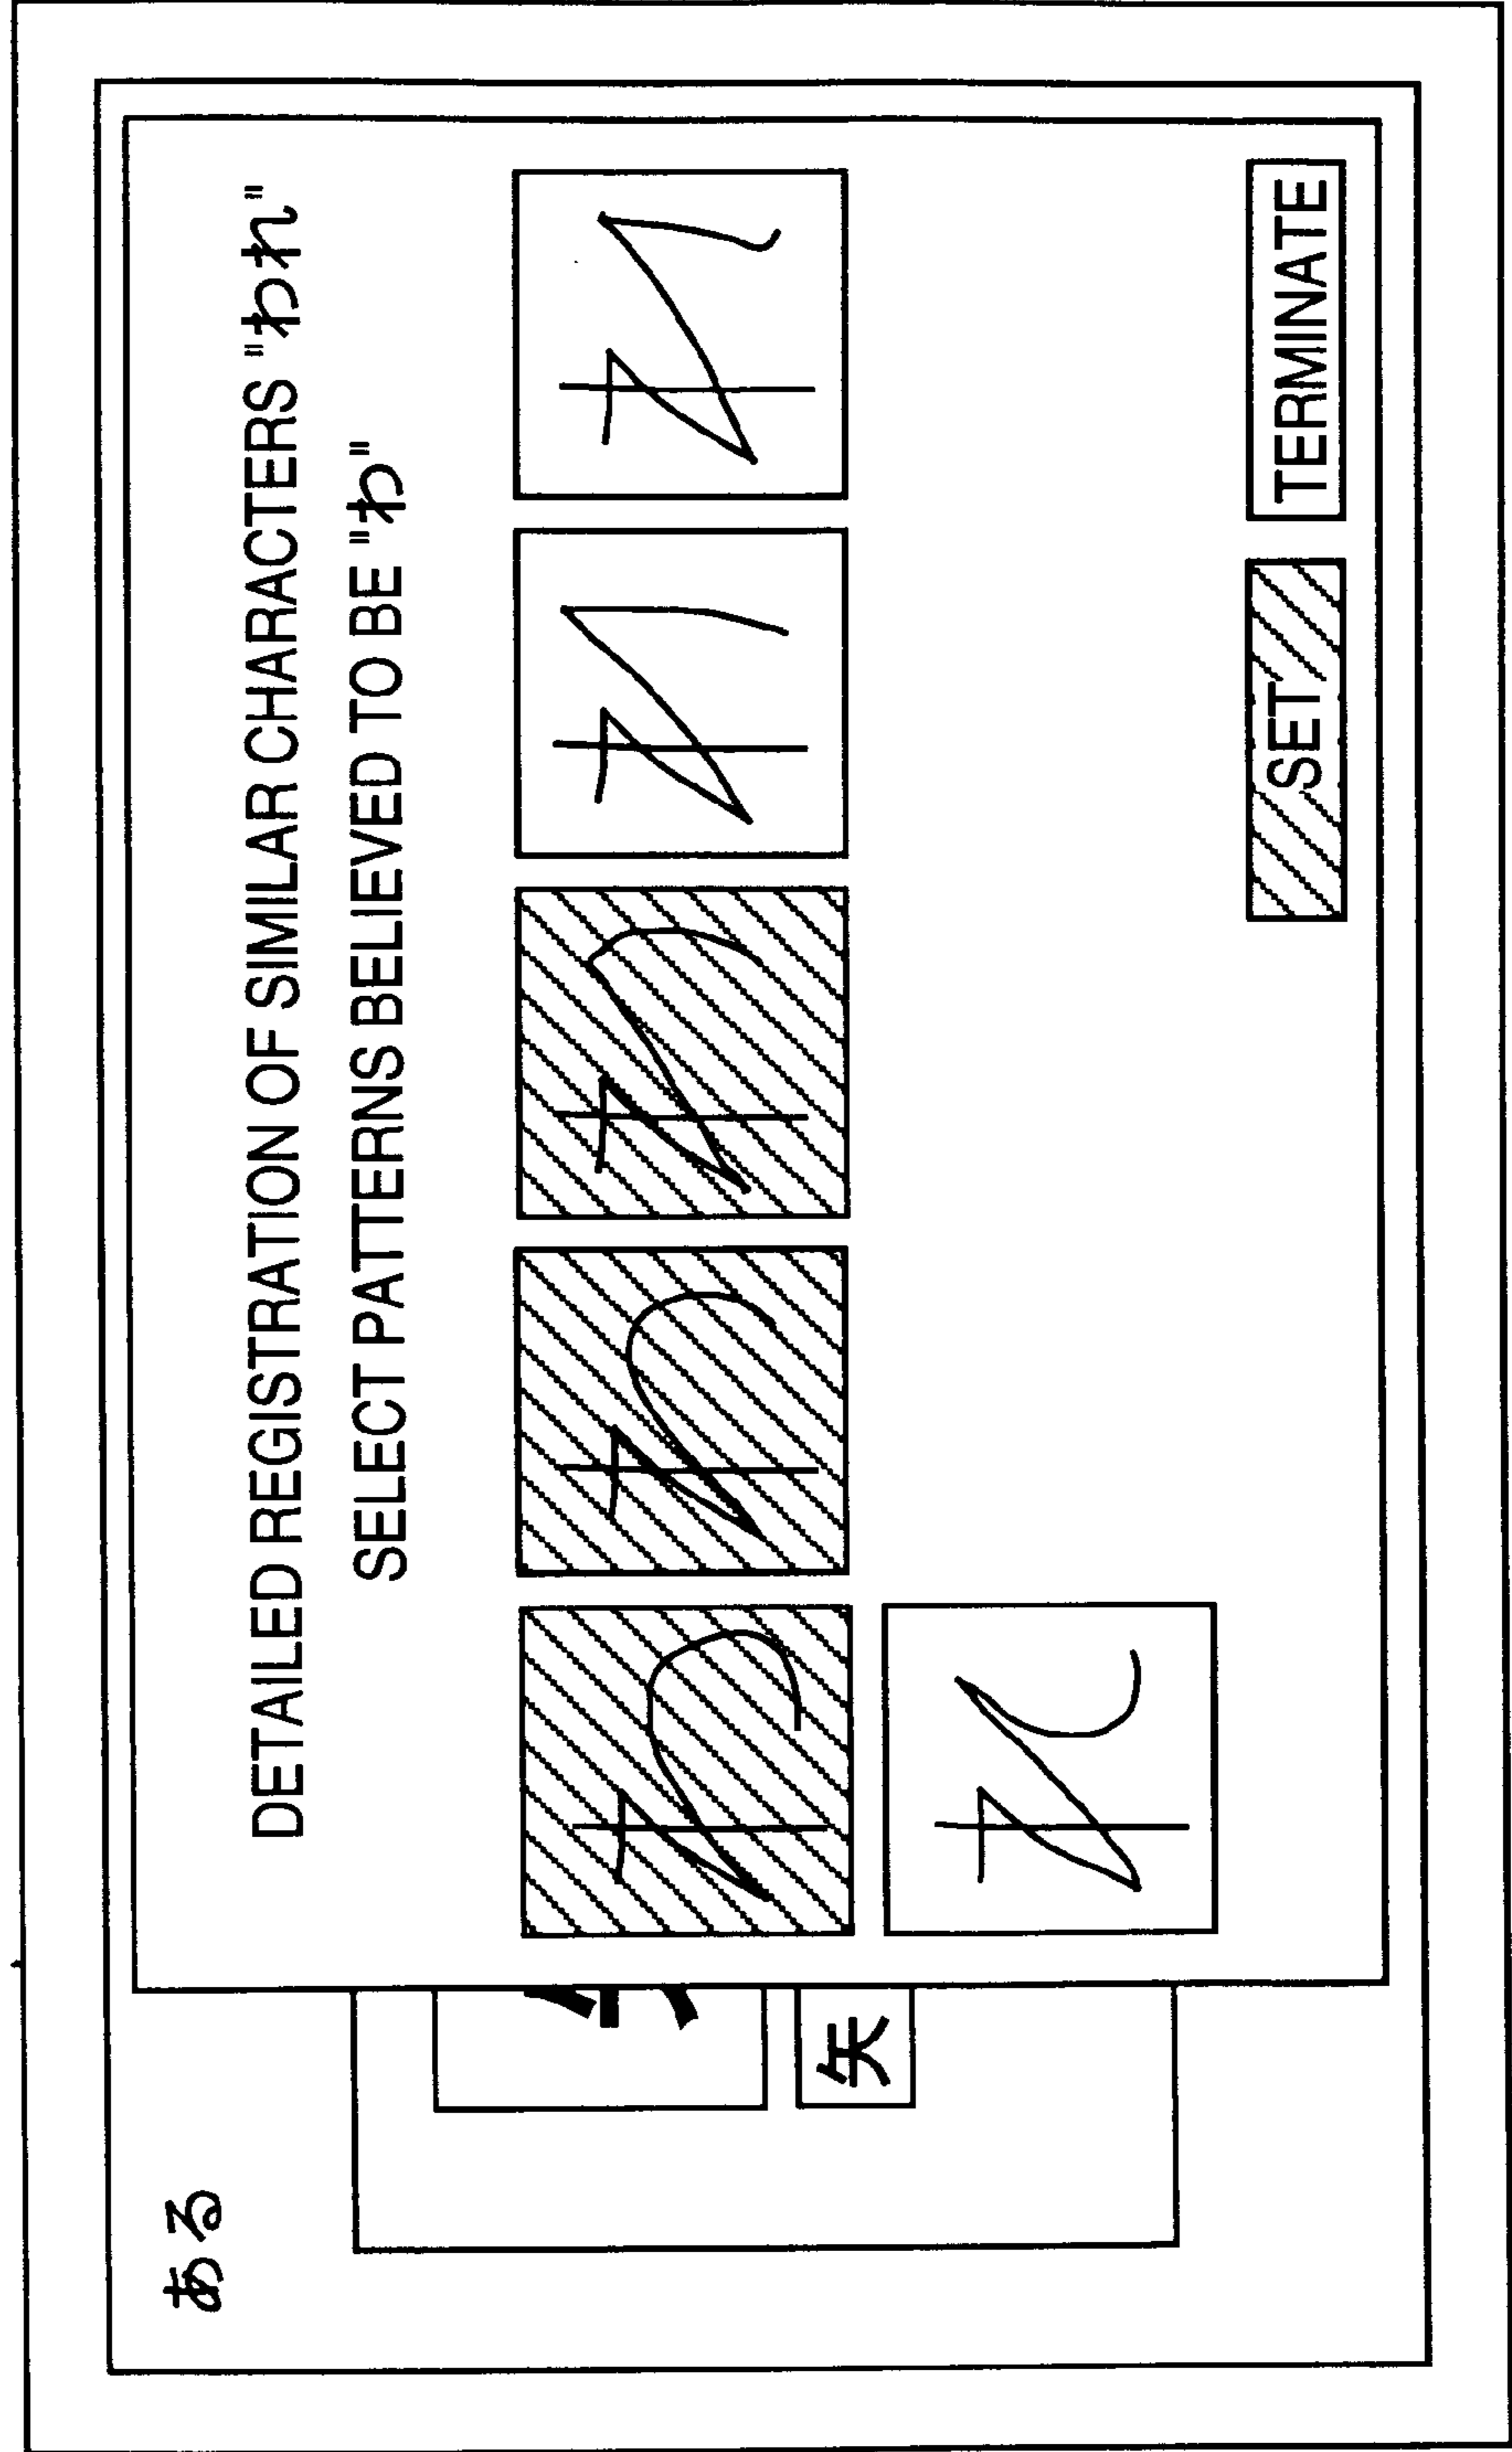 ある
DETAILED REGISTRATION OF SIMILAR CHARACTERS "われ"
SELECT PATTERNS BELIEVED TO BE "わ"
矢
SET TERMINATE